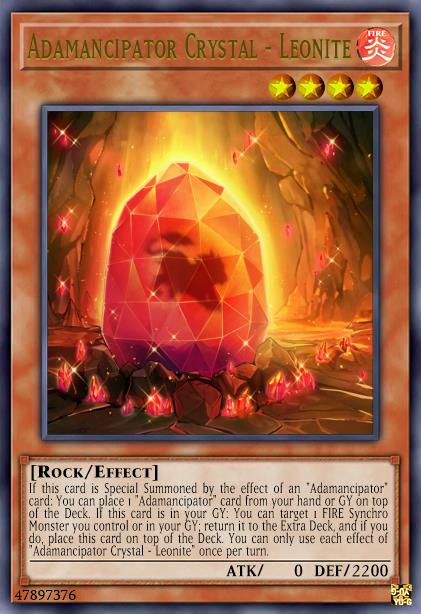 Adamancipator Crystal - Leonite
FIRE
炎
[Rock/Effect]
If this card is Special Summoned by the effect of an "Adamancipator"
card: You can place 1 "Adamancipator" card from your hand or GY on top
of the Deck. If this card is in your GY: You can target 1 FIRE Synchro
Monster you control or in your GY; return it to the Extra Deck, and if you
do, place this card on top of the Deck. You can only use each effect of
"Adamancipator Crystal - Leonite" once per turn.
ATK/ 0 DEF/2200
47897376